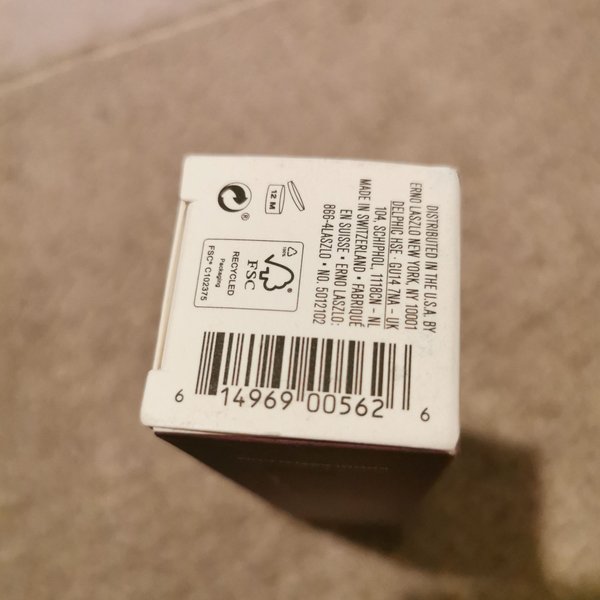 DISTRIBUTED IN THE U.S.A. BY
ERNO LASZLO NEW YORK, NY 10001
DELPHIC HSE · GU14 7NA - UK
104, SCHIPHOL, 1118CN - NL
MADE IN SWITZERLAND · FABRIQUÉ
EN SUISSE · ERNO LASZLO:
866-4LASZLO · NO. 5012102
12 M
®
100%
FSC
RECYCLED
Packaging
FSC® C102375
6 14969 00562 6